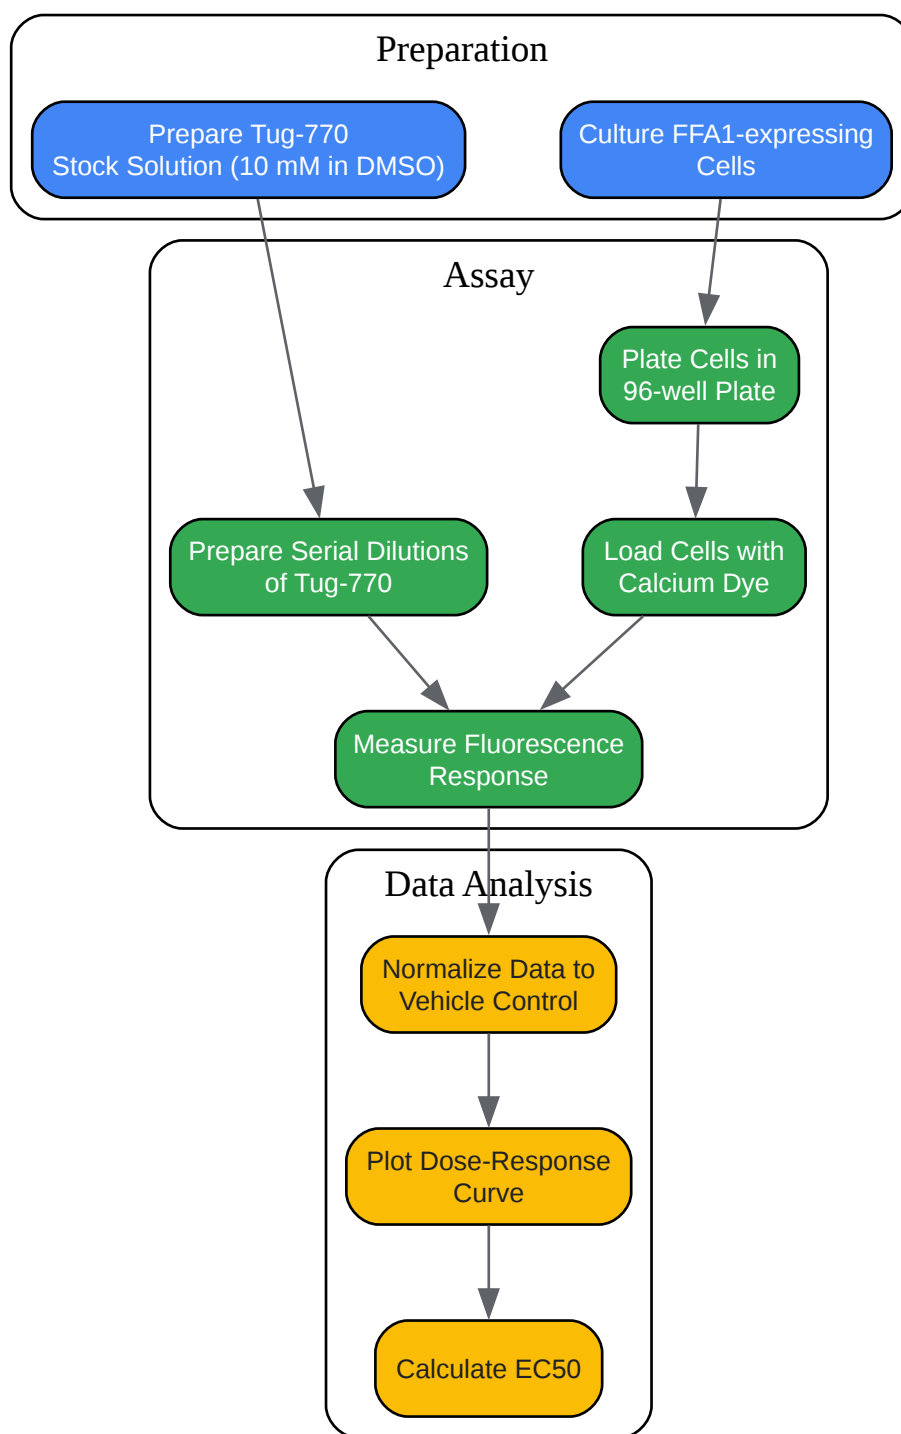 Preparation
Prepare Tug-770
Stock Solution (10 mM in DMSO)
Culture FFA1-expressing
Cells
Assay
Plate Cells in
96-well Plate
Prepare Serial Dilutions
of Tug-770
Load Cells with
Calcium Dye
Measure Fluorescence
Response
Data Analysis
Normalize Data to
Vehicle Control
Plot Dose-Response
Curve
Calculate EC50